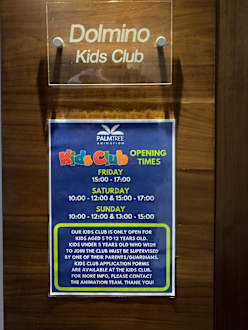 Dolmino
Kids Club
PALMTREE
ANIMATION
Kids Club OPENING
TIMES
FRIDAY
15:00 - 17:00
SATURDAY
10:00 - 12:00 & 15:00 - 17:00
SUNDAY
10:00 - 12:00 & 13:00 - 15:00
OUR KIDS CLUB IS ONLY OPEN FOR
KIDS AGED 5 TO 12 YEARS OLD.
KIDS UNDER 5 YEARS OLD WHO WISH
TO JOIN THE CLUB MUST BE SUPERVISED
BY ONE OF THEIR PARENTS/GUARDIANS.
KIDS CLUB APPLICATION FORMS
ARE AVAILABLE AT THE KIDS CLUB.
FOR MORE INFO, PLEASE CONTACT
THE ANIMATION TEAM. THANK YOU!